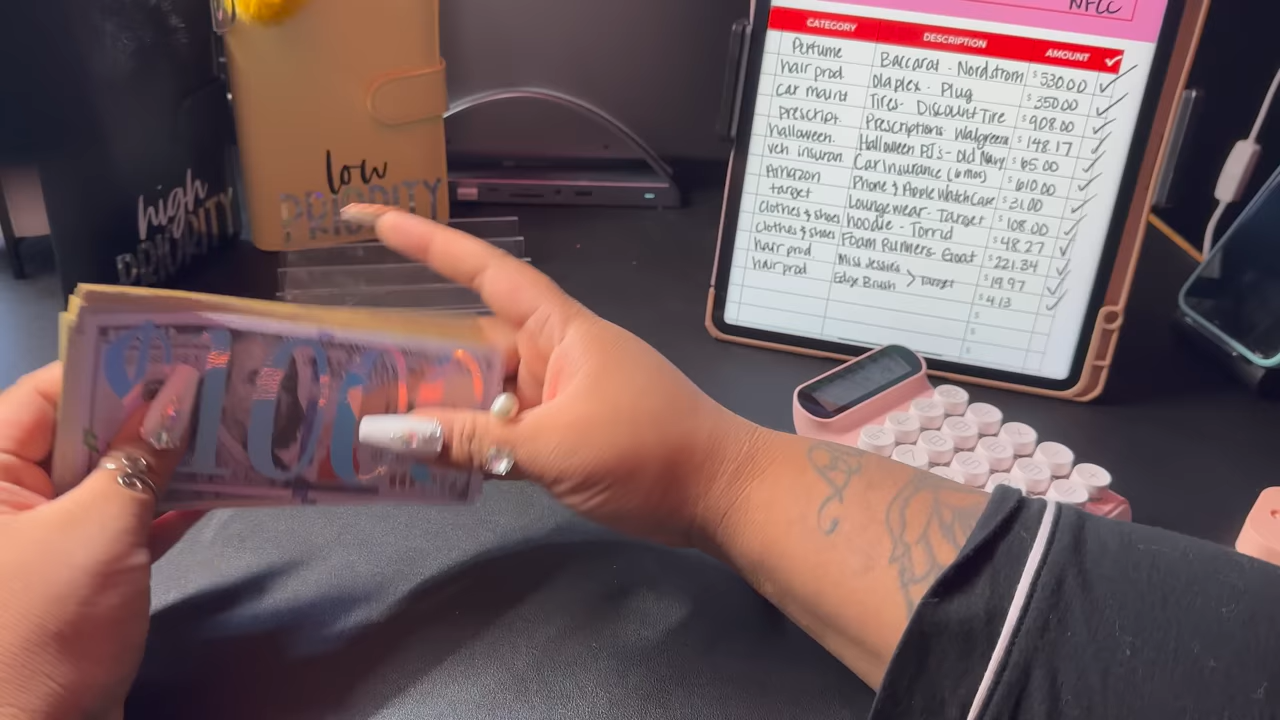 NFCC
CATEGORY DESCRIPTION AMOUNT ✓
Perfume Baccarat - Nordstrom $530.00 ✓
hair prod Olaplex - Plug $350.00 ✓
car maint Tires - Discount Tire $908.00 ✓
prescript. Prescriptions - Walgreens $148.17 ✓
halloween. Halloween PJ's - Old Navy $65.00 ✓
veh insuran. Car Insurance (6 mos) $610.00 ✓
Amazon Phone & Apple Watch Case $31.00 ✓
target Loungewear - Target $108.00 ✓
clothes & shoes hoodie - Torrid $48.27 ✓
clothes & shoes Foam Runners - Goat $221.34 ✓
hair prod. Miss Jessies > Target $19.97 ✓
hair prod Edge Brush $4.13 ✓
$
$
$
low
PRIORITY
high
PRIORITY
$100